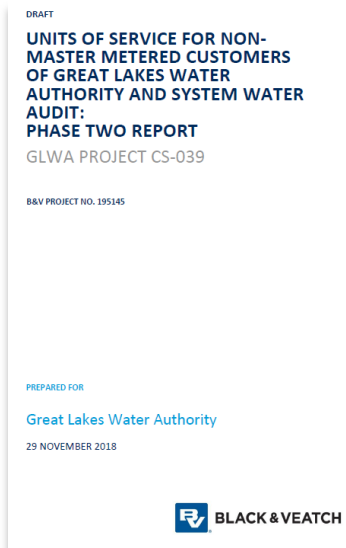 DRAFT
UNITS OF SERVICE FOR NON-
MASTER METERED CUSTOMERS
OF GREAT LAKES WATER
AUTHORITY AND SYSTEM WATER
AUDIT:
PHASE TWO REPORT
GLWA PROJECT CS-039
B&V PROJECT NO. 195145
PREPARED FOR
Great Lakes Water Authority
29 NOVEMBER 2018
BV BLACK & VEATCH